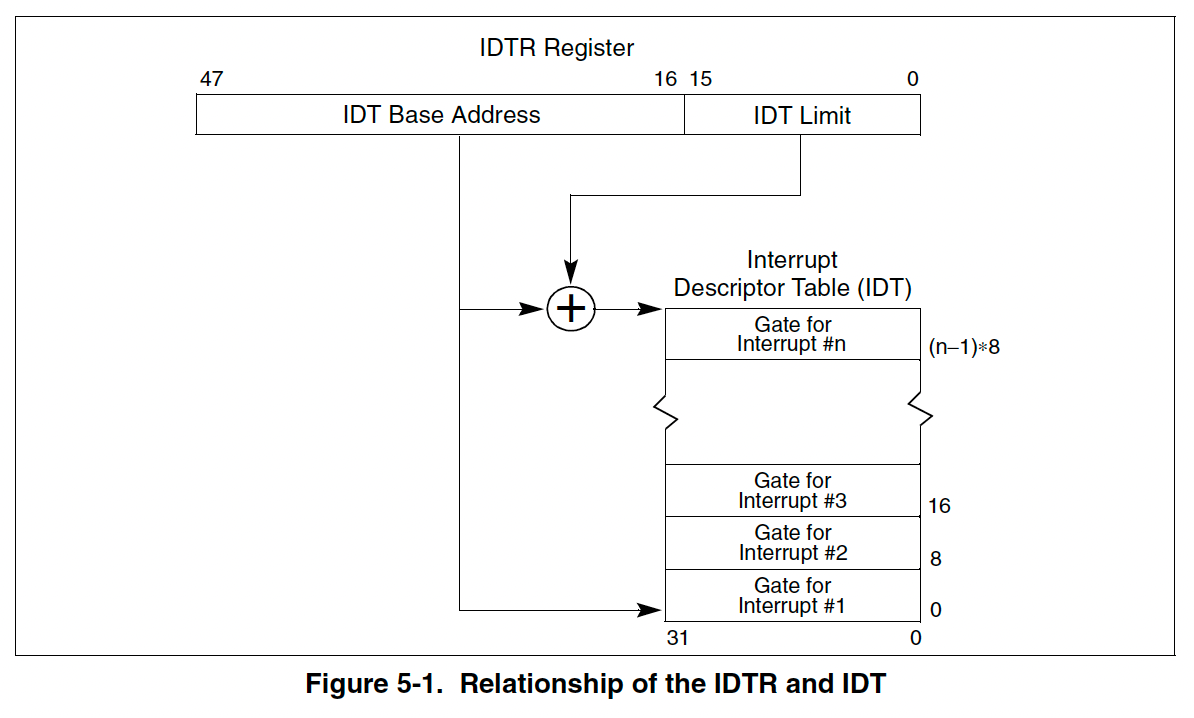 IDTR Register
47 16 15 0
IDT Base Address IDT Limit
+
Interrupt
Descriptor Table (IDT)
Gate for
Interrupt #n
(n–1)∗8
Gate for
Interrupt #3
16
Gate for
Interrupt #2
8
Gate for
Interrupt #1
0
31 0
Figure 5-1. Relationship of the IDTR and IDT